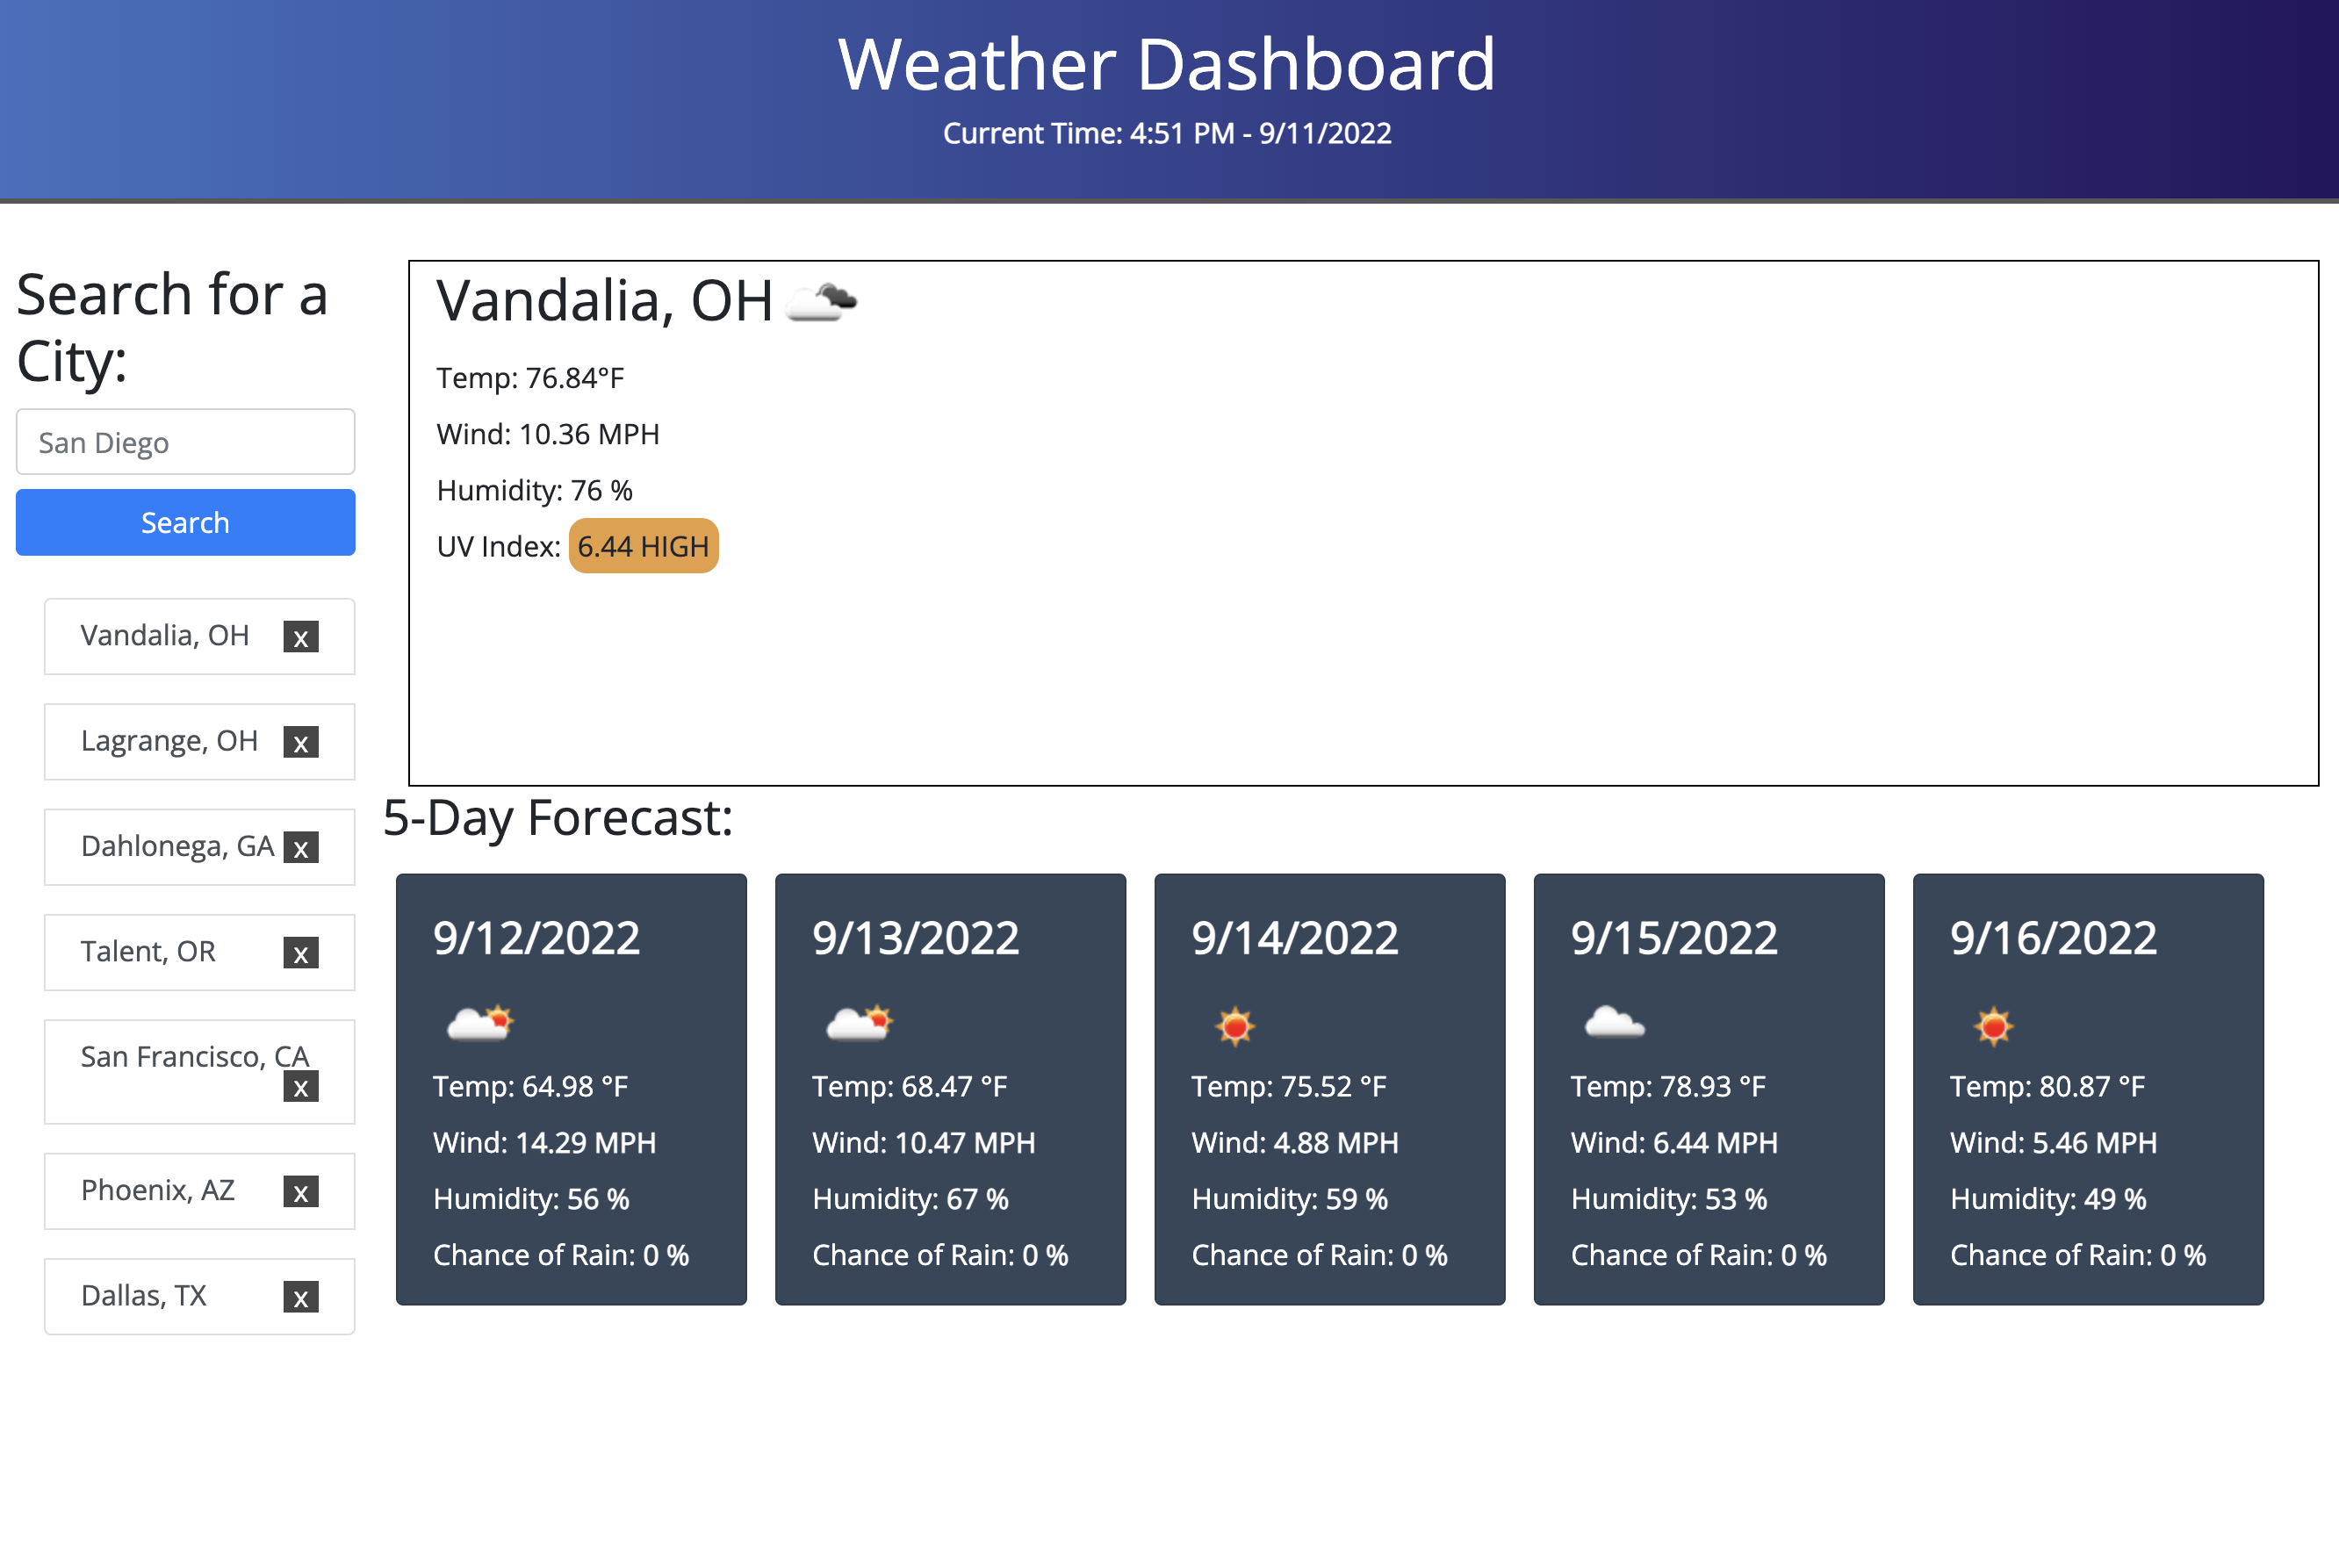 Weather Dashboard
Current Time: 4:51 PM - 9/11/2022
Search for a
City:
San Diego
Search
Vandalia, OH x
Lagrange, OH x
Dahlonega, GA x
Talent, OR x
San Francisco, CA
x
Phoenix, AZ x
Dallas, TX x
Vandalia, OH
Temp: 76.84°F
Wind: 10.36 MPH
Humidity: 76 %
UV Index: 6.44 HIGH
5-Day Forecast:
9/12/2022
Temp: 64.98 °F
Wind: 14.29 MPH
Humidity: 56 %
Chance of Rain: 0 %
9/13/2022
Temp: 68.47 °F
Wind: 10.47 MPH
Humidity: 67 %
Chance of Rain: 0 %
9/14/2022
Temp: 75.52 °F
Wind: 4.88 MPH
Humidity: 59 %
Chance of Rain: 0 %
9/15/2022
Temp: 78.93 °F
Wind: 6.44 MPH
Humidity: 53 %
Chance of Rain: 0 %
9/16/2022
Temp: 80.87 °F
Wind: 5.46 MPH
Humidity: 49 %
Chance of Rain: 0 %